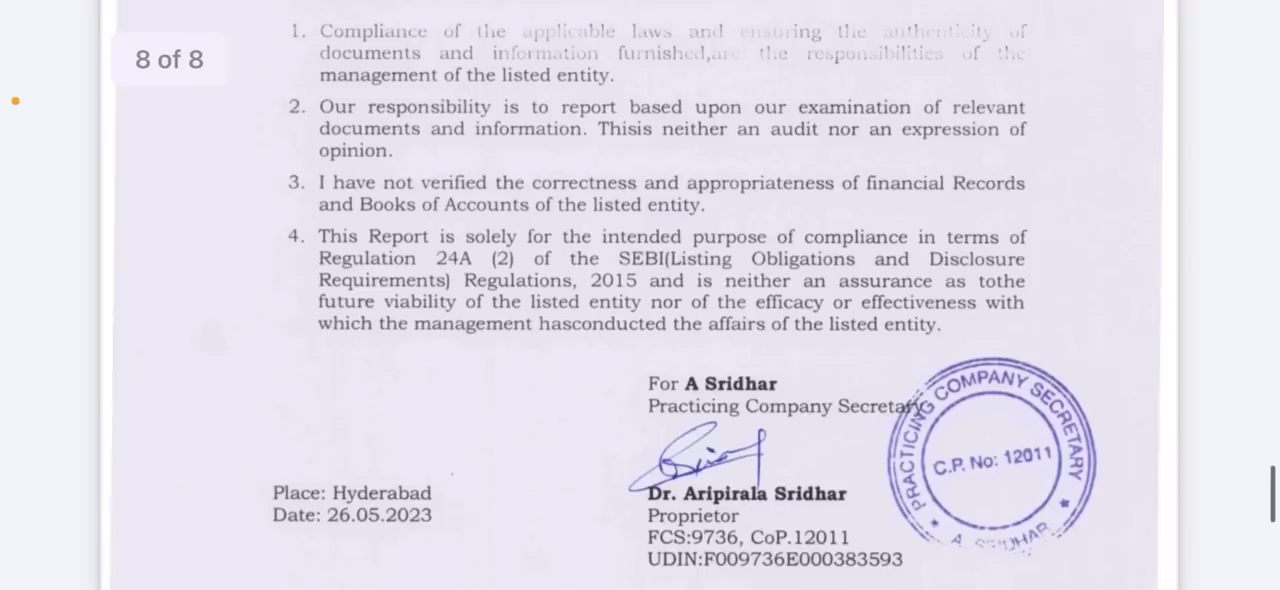 8 of 8
1. Compliance of the applicable laws and ensuring the authenticity of
documents and information furnished,are the responsibilities of the
management of the listed entity.
2. Our responsibility is to report based upon our examination of relevant
documents and information. Thisis neither an audit nor an expression of
opinion.
3. I have not verified the correctness and appropriateness of financial Records
and Books of Accounts of the listed entity.
4. This Report is solely for the intended purpose of compliance in terms of
Regulation 24A (2) of the SEBI(Listing Obligations and Disclosure
Requirements) Regulations, 2015 and is neither an assurance as tothe
future viability of the listed entity nor of the efficacy or effectiveness with
which the management hasconducted the affairs of the listed entity.
For A Sridhar
Practicing Company Secretary
PRACTICING COMPANY SECRETARY
C.P. No: 12011
A. SRIDHAR
Place: Hyderabad
Date: 26.05.2023
Dr. Aripirala Sridhar
Proprietor
FCS:9736, CoP.12011
UDIN:F009736E000383593